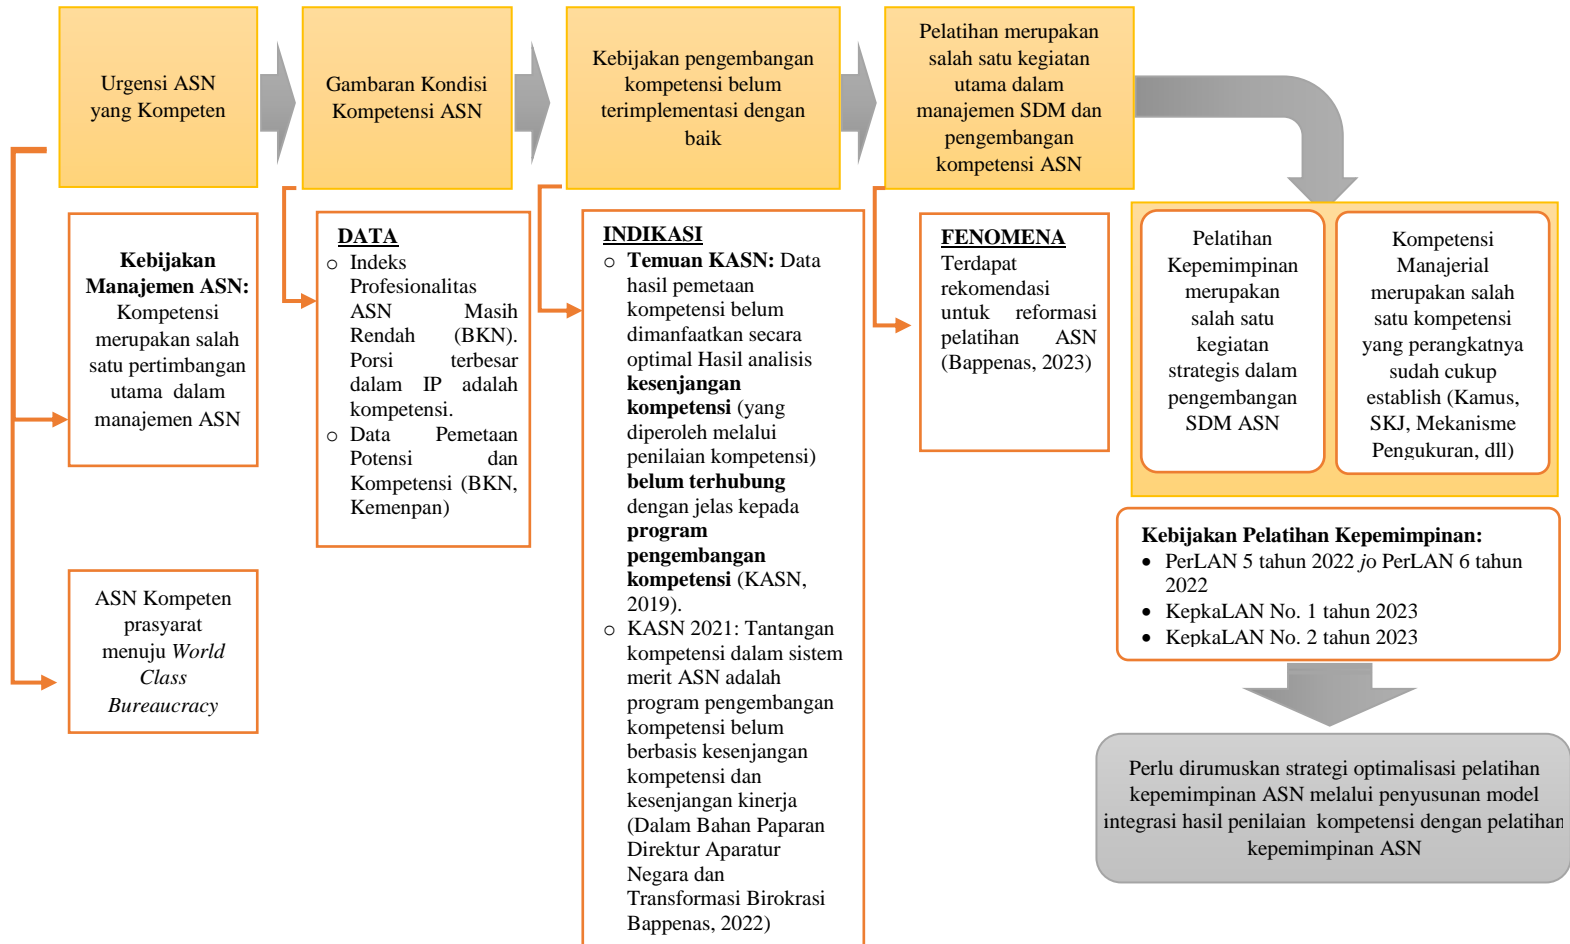 Urgensi ASN
yang Kompeten
Gambaran Kondisi
Kompetensi ASN
Kebijakan pengembangan
kompetensi belum
terimplementasi dengan
baik
Pelatihan merupakan
salah satu kegiatan
utama dalam
manajemen SDM dan
pengembangan
kompetensi ASN
Kebijakan
Manajemen ASN:
Kompetensi
merupakan salah
satu pertimbangan
utama dalam
manajemen ASN
ASN Kompeten
prasyarat
menuju World
Class
Bureaucracy
DATA
o Indeks
Profesionalitas
ASN Masih
Rendah (BKN).
Porsi terbesar
dalam IP adalah
kompetensi.
o Data Pemetaan
Potensi dan
Kompetensi (BKN,
Kemenpan)
INDIKASI
o Temuan KASN: Data
hasil pemetaan
kompetensi belum
dimanfaatkan secara
optimal Hasil analisis
kesenjangan
kompetensi (yang
diperoleh melalui
penilaian kompetensi)
belum terhubung
dengan jelas kepada
program
pengembangan
kompetensi (KASN,
2019).
o KASN 2021: Tantangan
kompetensi dalam sistem
merit ASN adalah
program pengembangan
kompetensi belum
berbasis kesenjangan
kompetensi dan
kesenjangan kinerja
(Dalam Bahan Paparan
Direktur Aparatur
Negara dan
Transformasi Birokrasi
Bappenas, 2022)
FENOMENA
Terdapat
rekomendasi
untuk reformasi
pelatihan ASN
(Bappenas, 2023)
Pelatihan
Kepemimpinan
merupakan
salah satu
kegiatan
strategis dalam
pengembangan
SDM ASN
Kompetensi
Manajerial
merupakan salah
satu kompetensi
yang perangkatnya
sudah cukup
establish (Kamus,
SKJ, Mekanisme
Pengukuran, dll)
Kebijakan Pelatihan Kepemimpinan:
• PerLAN 5 tahun 2022 jo PerLAN 6 tahun
2022
• KepkaLAN No. 1 tahun 2023
• KepkaLAN No. 2 tahun 2023
Perlu dirumuskan strategi optimalisasi pelatihan
kepemimpinan ASN melalui penyusunan model
integrasi hasil penilaian kompetensi dengan pelatihan
kepemimpinan ASN